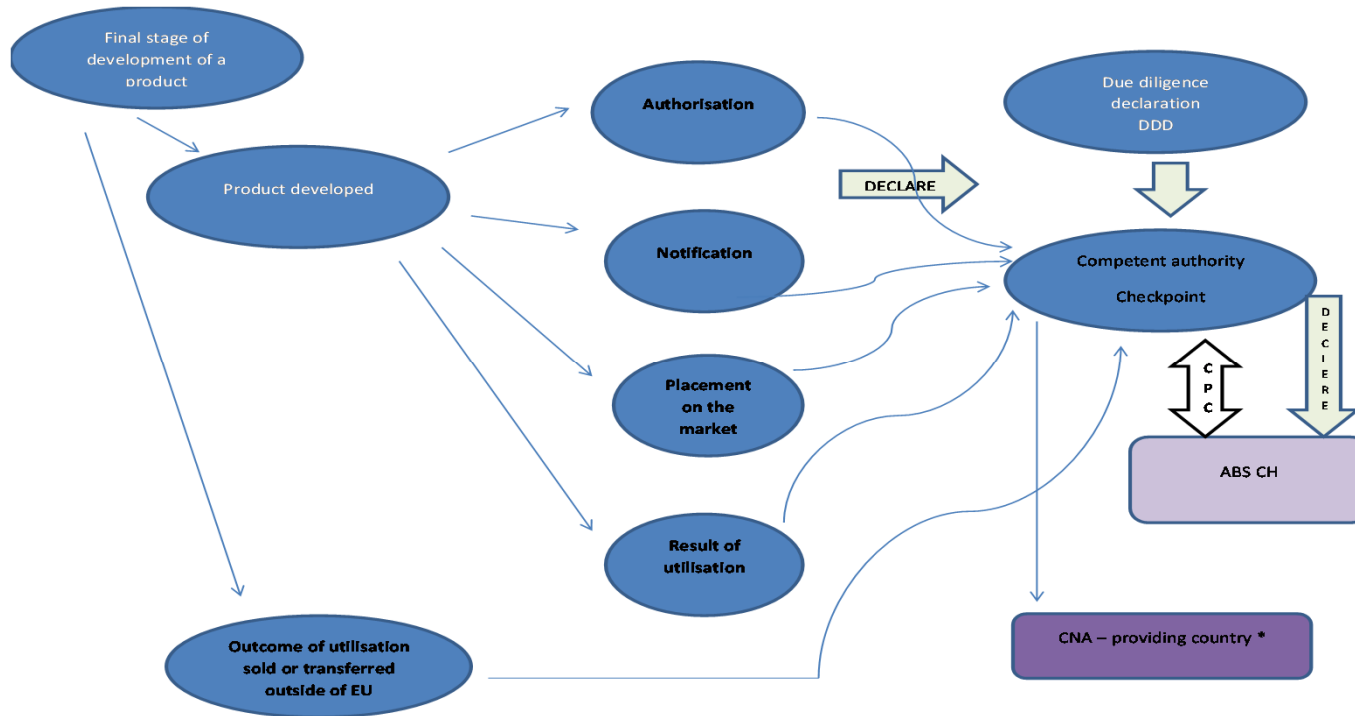 Final stage of
development of a
product
Product developed
Authorisation
Notification
Placement
on the
market
Result of
utilisation
Outcome of utilisation
sold or transferred
outside of EU
DECLARE
Due diligence
declaration
DDD
Competent authority
Checkpoint
CPC
DECIERE
ABS CH
CNA – providing country *